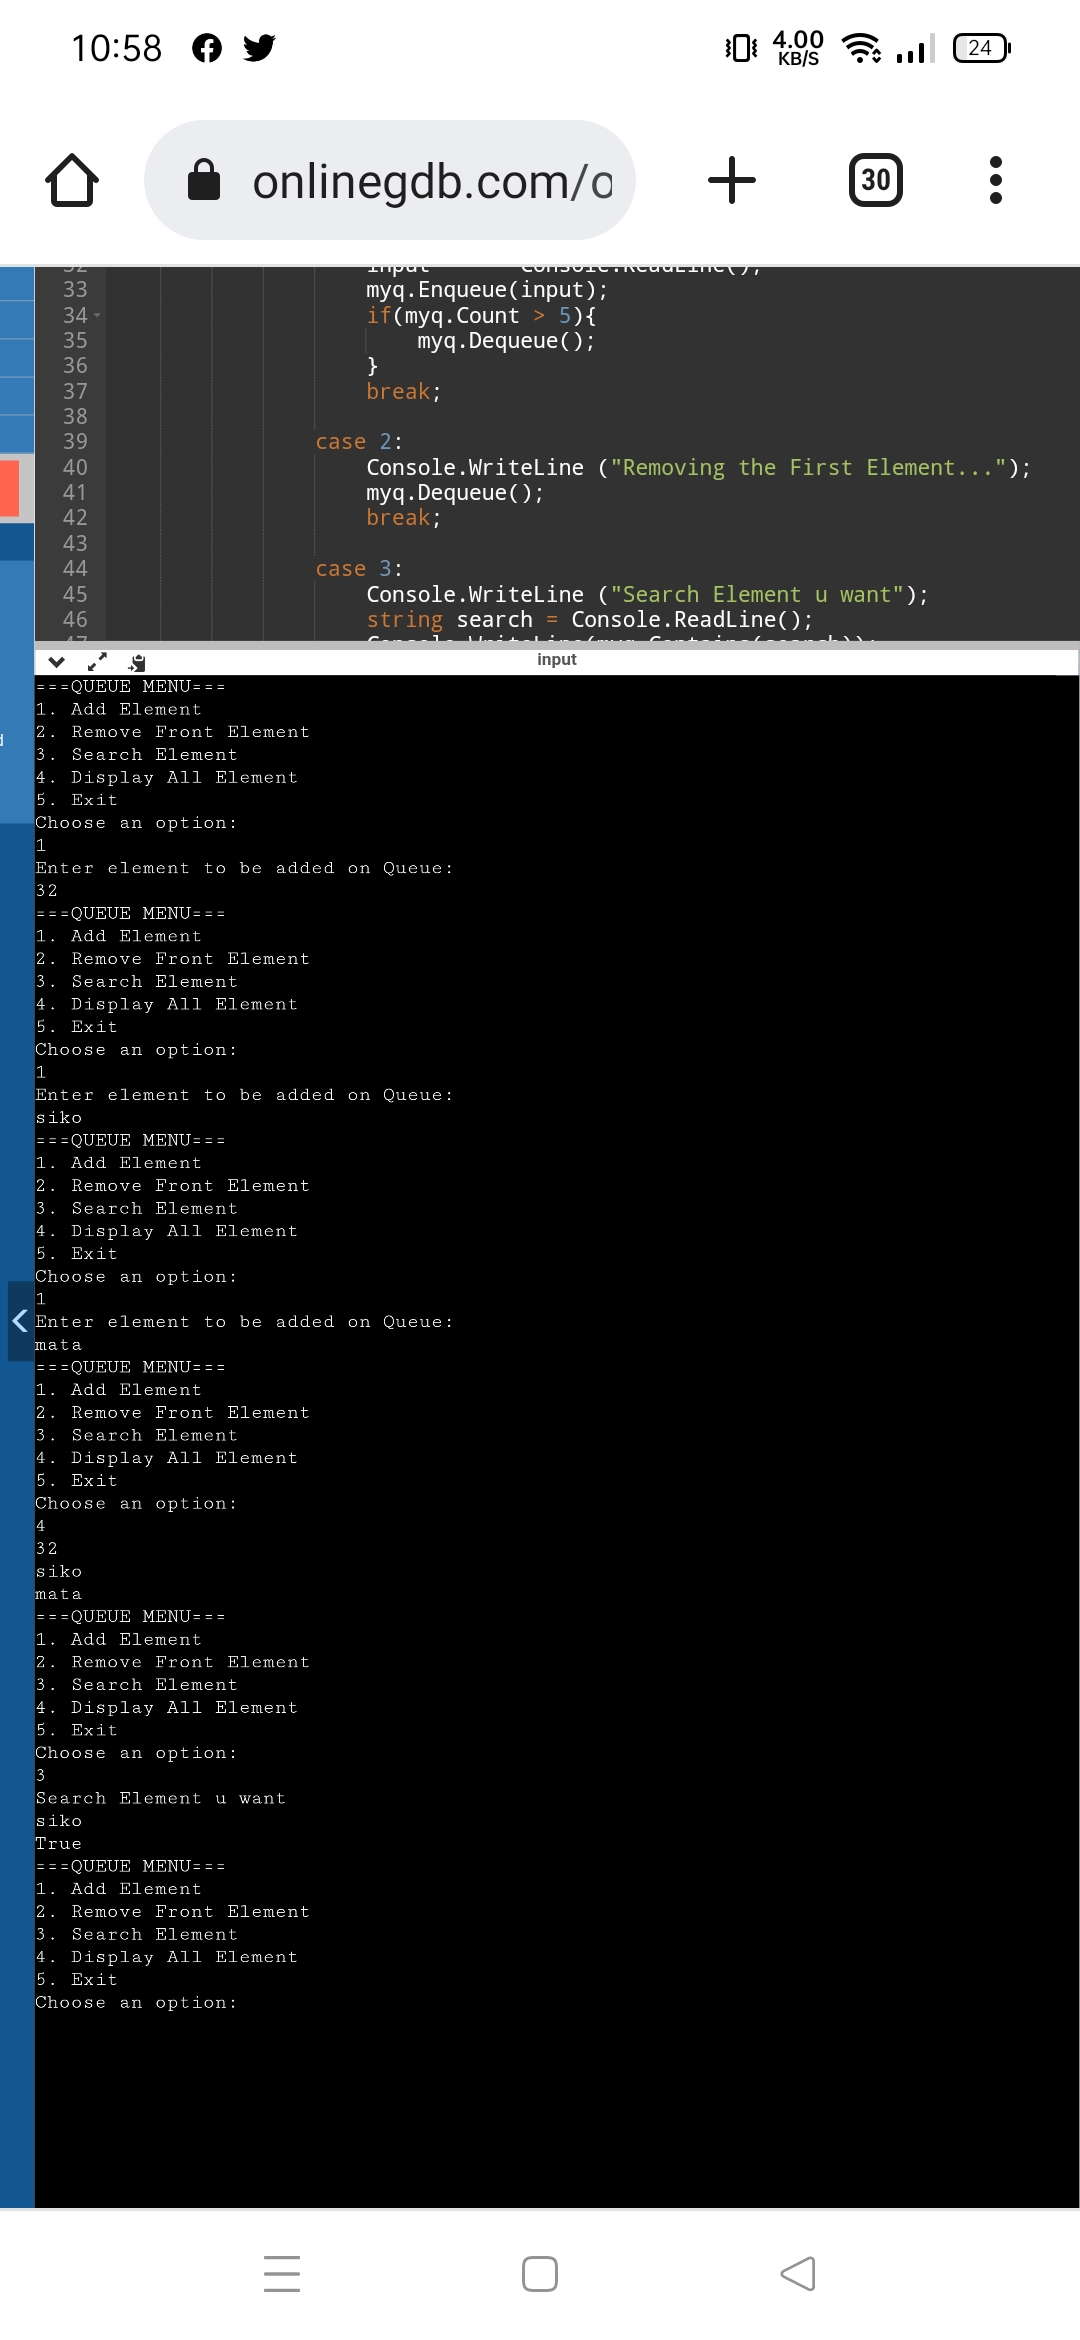 10:58
4.00
KB/S
24
onlinegdb.com/o
30
32 input Console.ReadLine();
33 myq.Enqueue(input);
34 if(myq.Count > 5){
35 myq.Dequeue();
36 }
37 break;
38
39 case 2:
40 Console.WriteLine ("Removing the First Element...");
41 myq.Dequeue();
42 break;
43
44 case 3:
45 Console.WriteLine ("Search Element u want");
46 string search = Console.ReadLine();
47 Console.WriteLine(myq.Contains(search));
input
===QUEUE MENU===
1. Add Element
2. Remove Front Element
3. Search Element
4. Display All Element
5. Exit
Choose an option:
1
Enter element to be added on Queue:
32
===QUEUE MENU===
1. Add Element
2. Remove Front Element
3. Search Element
4. Display All Element
5. Exit
Choose an option:
1
Enter element to be added on Queue:
siko
===QUEUE MENU===
1. Add Element
2. Remove Front Element
3. Search Element
4. Display All Element
5. Exit
Choose an option:
1
Enter element to be added on Queue:
mata
===QUEUE MENU===
1. Add Element
2. Remove Front Element
3. Search Element
4. Display All Element
5. Exit
Choose an option:
4
32
siko
mata
===QUEUE MENU===
1. Add Element
2. Remove Front Element
3. Search Element
4. Display All Element
5. Exit
Choose an option:
3
Search Element u want
siko
True
===QUEUE MENU===
1. Add Element
2. Remove Front Element
3. Search Element
4. Display All Element
5. Exit
Choose an option: